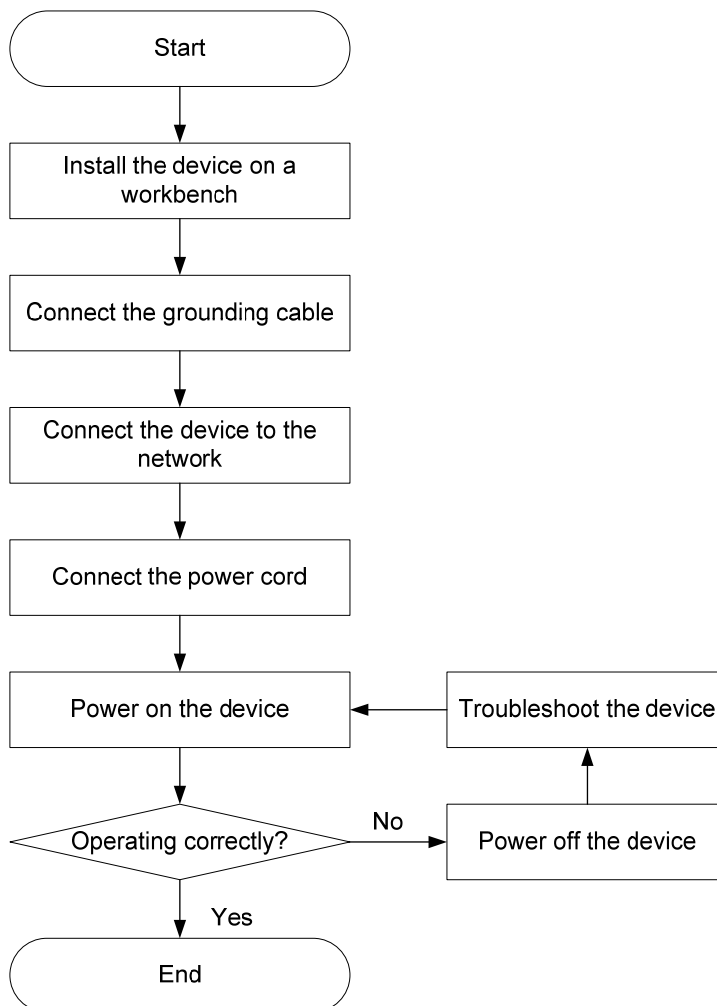 Start
Install the device on a
workbench
Connect the grounding cable
Connect the device to the
network
Connect the power cord
Power on the device
Troubleshoot the device
Operating correctly?
No
Power off the device
Yes
End